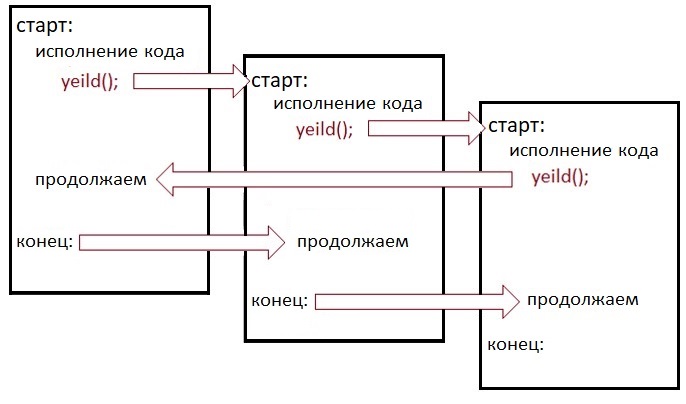 старт:
исполнение кода
yeild();
продолжаем
конец:
старт:
исполнение кода
yeild();
продолжаем
конец:
старт:
исполнение кода
yeild();
продолжаем
конец: